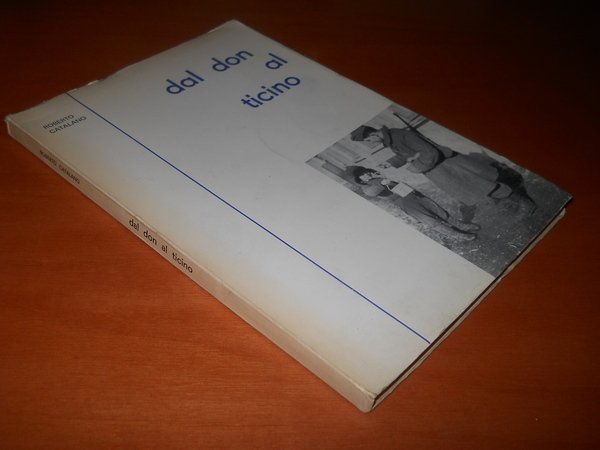 dal don
al
ticino
ROBERTO
CATALANO
ROBERTO CATALANO
dal don al ticino